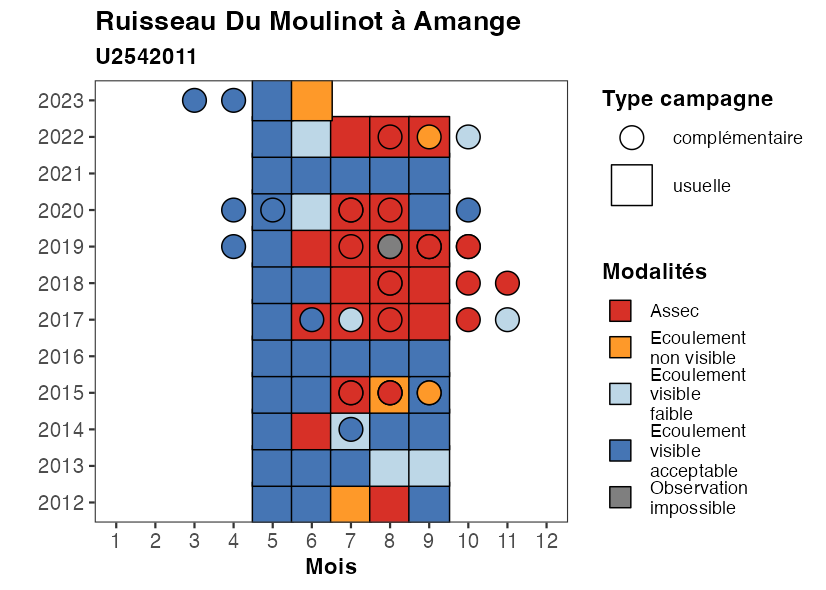 Ruisseau Du Moulinot à Amange
U2542011
2023
2022
2021
2020
2019
2018
2017
2016
2015
2014
2013
2012
1 2 3 4 5 6 7 8 9 10 11 12
Mois
Type campagne
complémentaire
usuelle
Modalités
Assec
Ecoulement
non visible
Ecoulement
visible
faible
Ecoulement
visible
acceptable
Observation
impossible